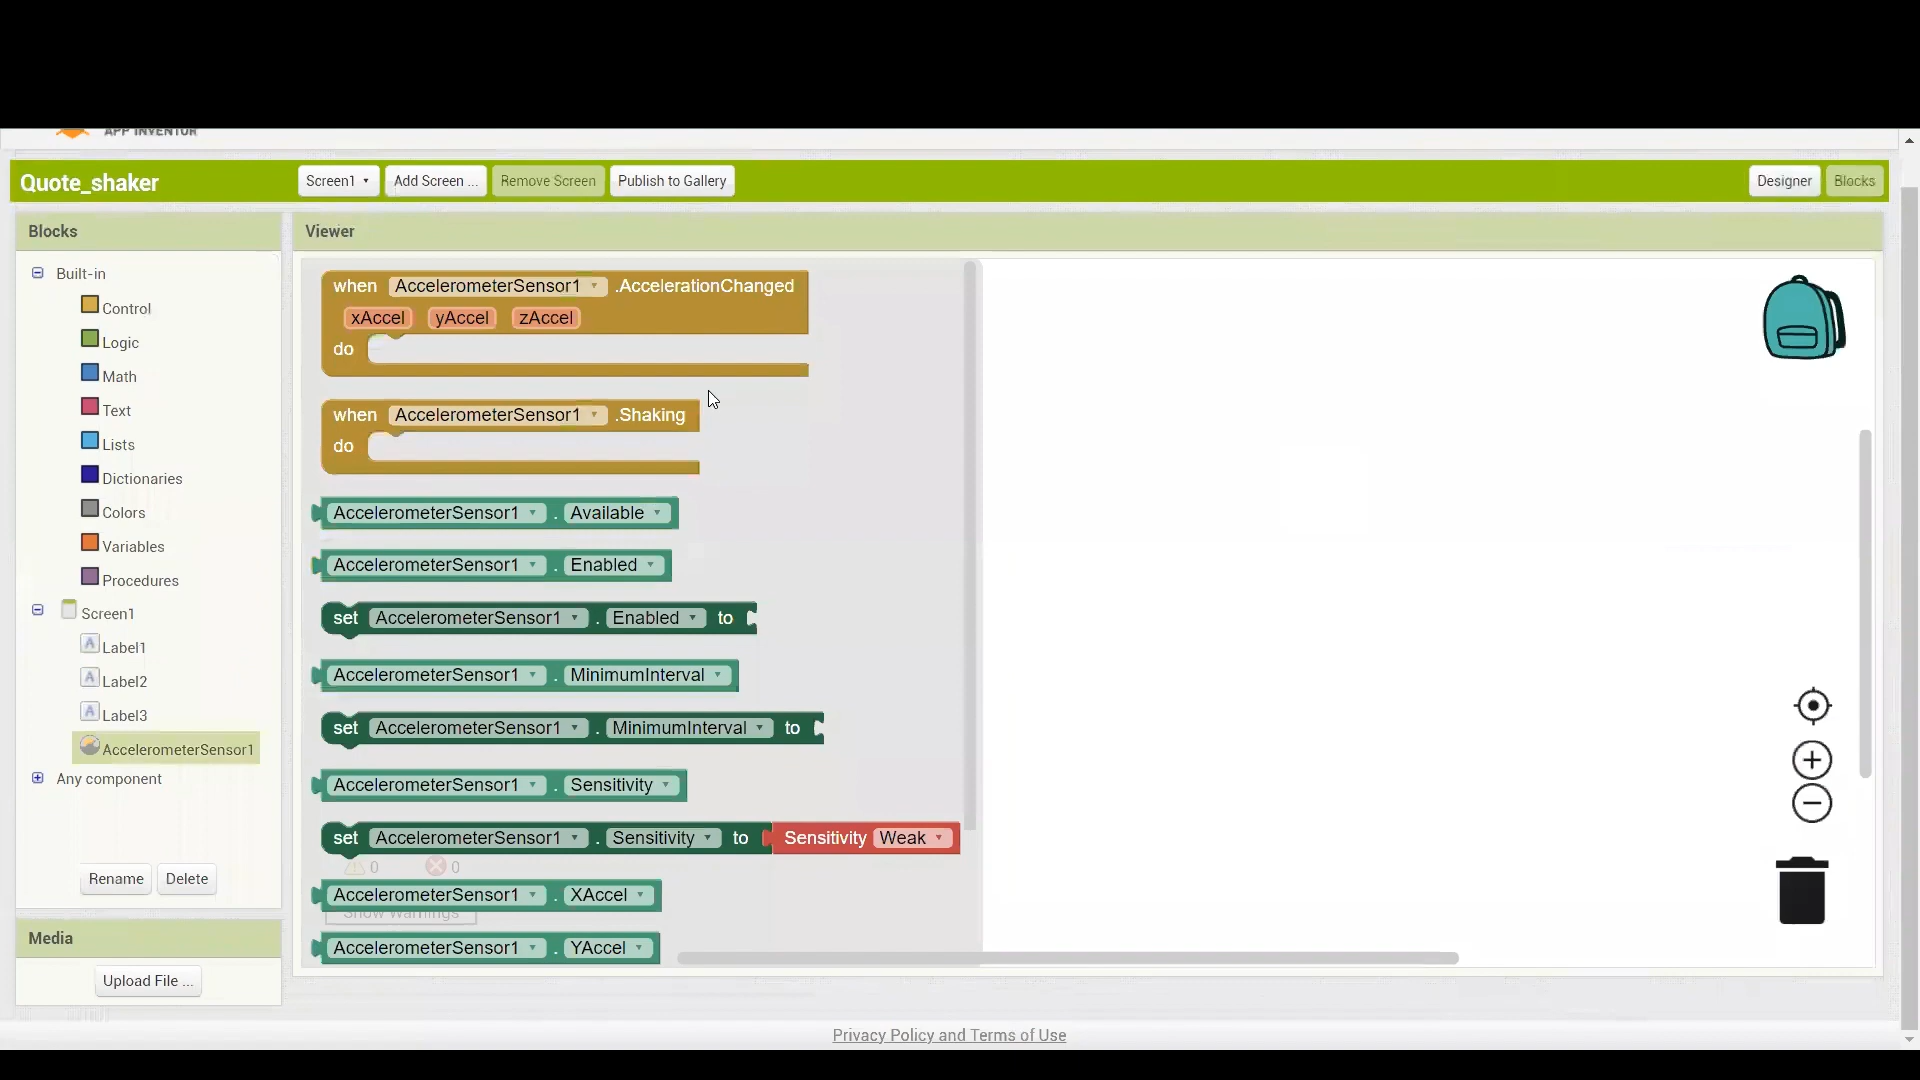 APP INVENTOR
Quote_shaker
Screen1
Add Screen ...
Remove Screen
Publish to Gallery
Designer
Blocks
Blocks
Viewer
Built-in
Control
Logic
Math
Text
Lists
Dictionaries
Colors
Variables
Procedures
Screen1
Label1
Label2
Label3
AccelerometerSensor1
Any component
Rename
Delete
Media
Upload File ...
when AccelerometerSensor1 .AccelerationChanged
xAccel yAccel zAccel
do
when AccelerometerSensor1 .Shaking
do
AccelerometerSensor1 . Available
AccelerometerSensor1 . Enabled
set AccelerometerSensor1 . Enabled to
AccelerometerSensor1 . MinimumInterval
set AccelerometerSensor1 . MinimumInterval to
AccelerometerSensor1 . Sensitivity
set AccelerometerSensor1 . Sensitivity to Sensitivity Weak
0 0
AccelerometerSensor1 . XAccel
Show Warnings
AccelerometerSensor1 . YAccel
Privacy Policy and Terms of Use